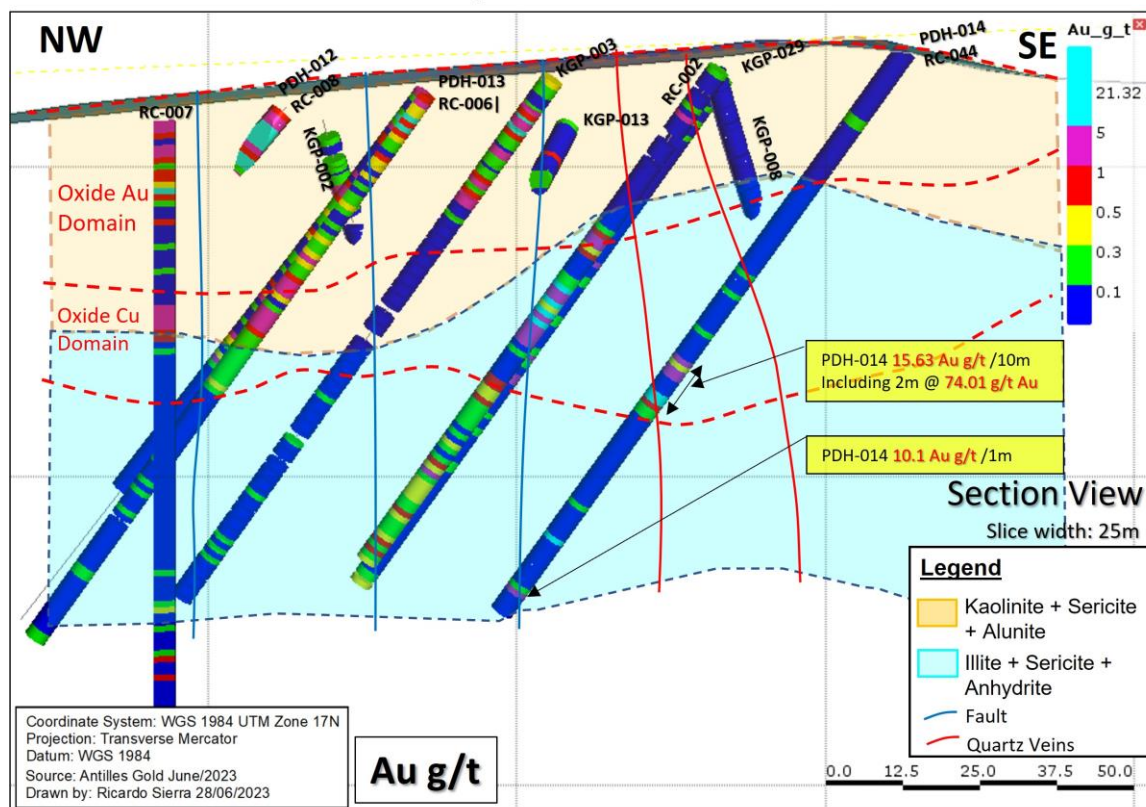 NW
SE
Au_g_t
21.32
5
1
0.5
0.3
0.1
RC-007
PDH-012
RC-008
KGP-002
PDH-013
RC-006|
KGP-003
KGP-013
RC-002
KGP-029
KGP-008
PDH-014
RC-044
Oxide Au
Domain
Oxide Cu
Domain
PDH-014 15.63 Au g/t /10m
Including 2m @ 74.01 g/t Au
PDH-014 10.1 Au g/t /1m
Section View
Slice width: 25m
Legend
Kaolinite + Sericite
+ Alunite
Illite + Sericite +
Anhydrite
Fault
Quartz Veins
Coordinate System: WGS 1984 UTM Zone 17N
Projection: Transverse Mercator
Datum: WGS 1984
Source: Antilles Gold June/2023
Drawn by: Ricardo Sierra 28/06/2023
Au g/t
0.0 12.5 25.0 37.5 50.0